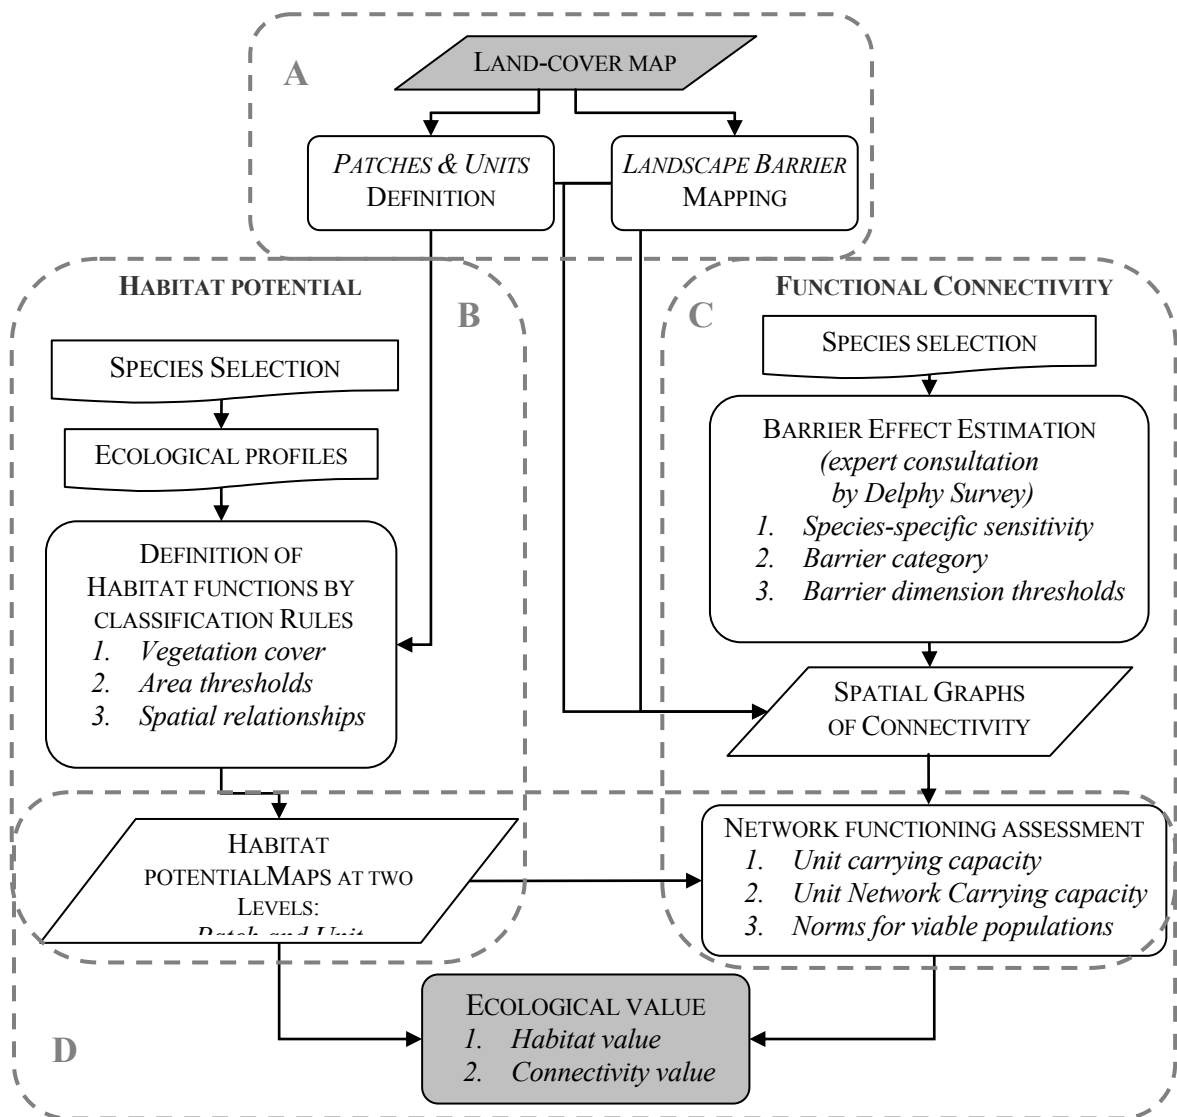 A
LAND-COVER MAP
PATCHES & UNITS
DEFINITION
LANDSCAPE BARRIER
MAPPING
HABITAT POTENTIAL
B
SPECIES SELECTION
ECOLOGICAL PROFILES
DEFINITION OF
HABITAT FUNCTIONS BY
CLASSIFICATION RULES
1. Vegetation cover
2. Area thresholds
3. Spatial relationships
HABITAT
POTENTIALMAPS AT TWO
LEVELS:
Patch and Unit
FUNCTIONAL CONNECTIVITY
C
SPECIES SELECTION
BARRIER EFFECT ESTIMATION
(expert consultation
by Delphy Survey)
1. Species-specific sensitivity
2. Barrier category
3. Barrier dimension thresholds
SPATIAL GRAPHS
OF CONNECTIVITY
NETWORK FUNCTIONING ASSESSMENT
1. Unit carrying capacity
2. Unit Network Carrying capacity
3. Norms for viable populations
D
ECOLOGICAL VALUE
1. Habitat value
2. Connectivity value